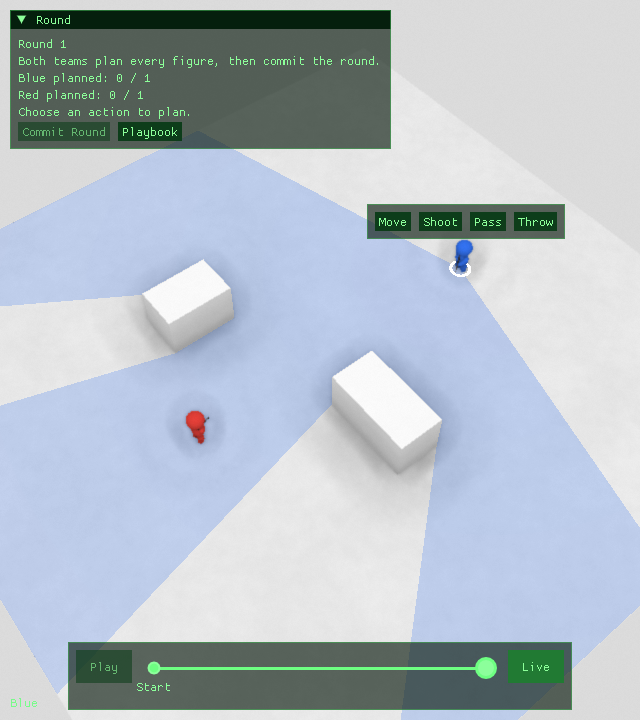 Round
Round 1
Both teams plan every figure, then commit the round.
Blue planned: 0 / 1
Red planned: 0 / 1
Choose an action to plan.
Commit Round Playbook
Move Shoot Pass Throw
Play Live
Start
Blue